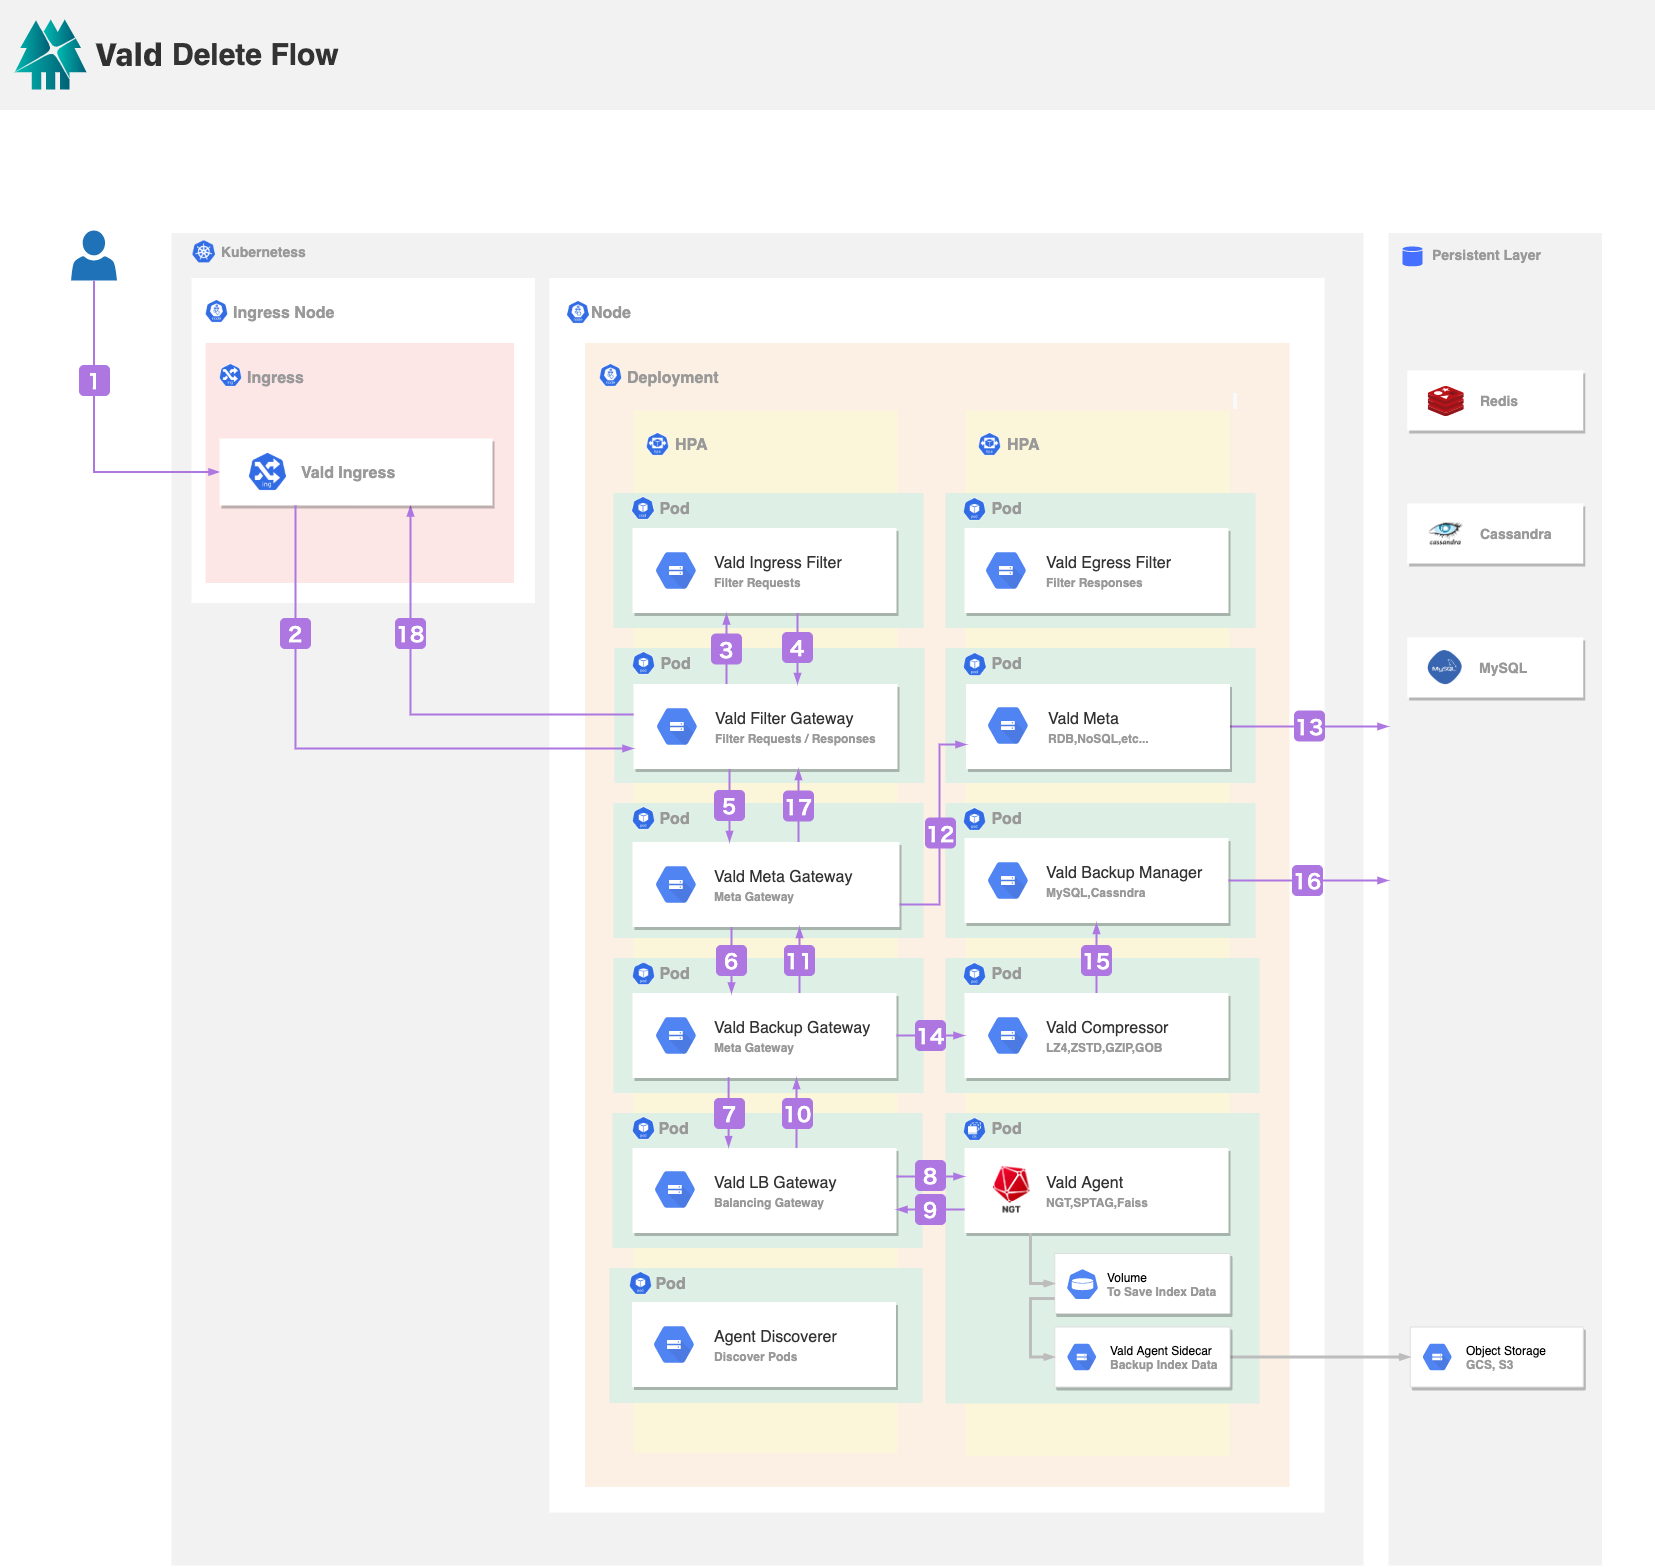 Vald Delete Flow
Kubernetess
Persistent Layer
Ingress Node
Node
Ingress
Deployment
1
Vald Ingress
HPA
HPA
Redis
Pod
Pod
Cassandra
cassandra
Vald Ingress Filter
Filter Requests
Vald Egress Filter
Filter Responses
2
18
3
4
Pod
Pod
MySQL
MySQL
Vald Filter Gateway
Filter Requests / Responses
Vald Meta
RDB,NoSQL,etc...
13
5
17
12
Pod
Pod
Vald Meta Gateway
Meta Gateway
Vald Backup Manager
MySQL,Cassndra
16
6
11
15
Pod
Pod
Vald Backup Gateway
Meta Gateway
14
Vald Compressor
LZ4,ZSTD,GZIP,GOB
7
10
Pod
Pod
Vald LB Gateway
Balancing Gateway
8
9
NGT
Vald Agent
NGT,SPTAG,Faiss
Volume
To Save Index Data
Pod
Agent Discoverer
Discover Pods
Vald Agent Sidecar
Backup Index Data
Object Storage
GCS, S3